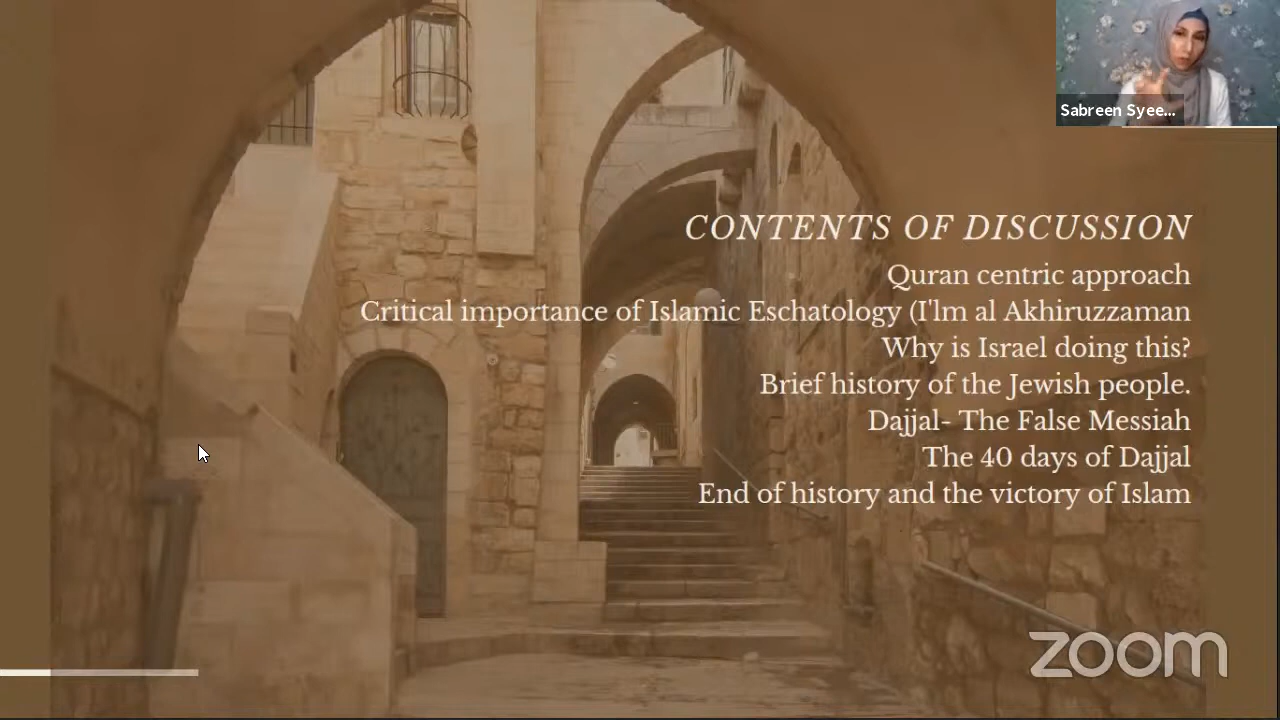 Sabreen Syee...
CONTENTS OF DISCUSSION
Quran centric approach
Critical importance of Islamic Eschatology (I'lm al Akhiruzzaman
Why is Israel doing this?
Brief history of the Jewish people.
Dajjal- The False Messiah
The 40 days of Dajjal
End of history and the victory of Islam
zoom